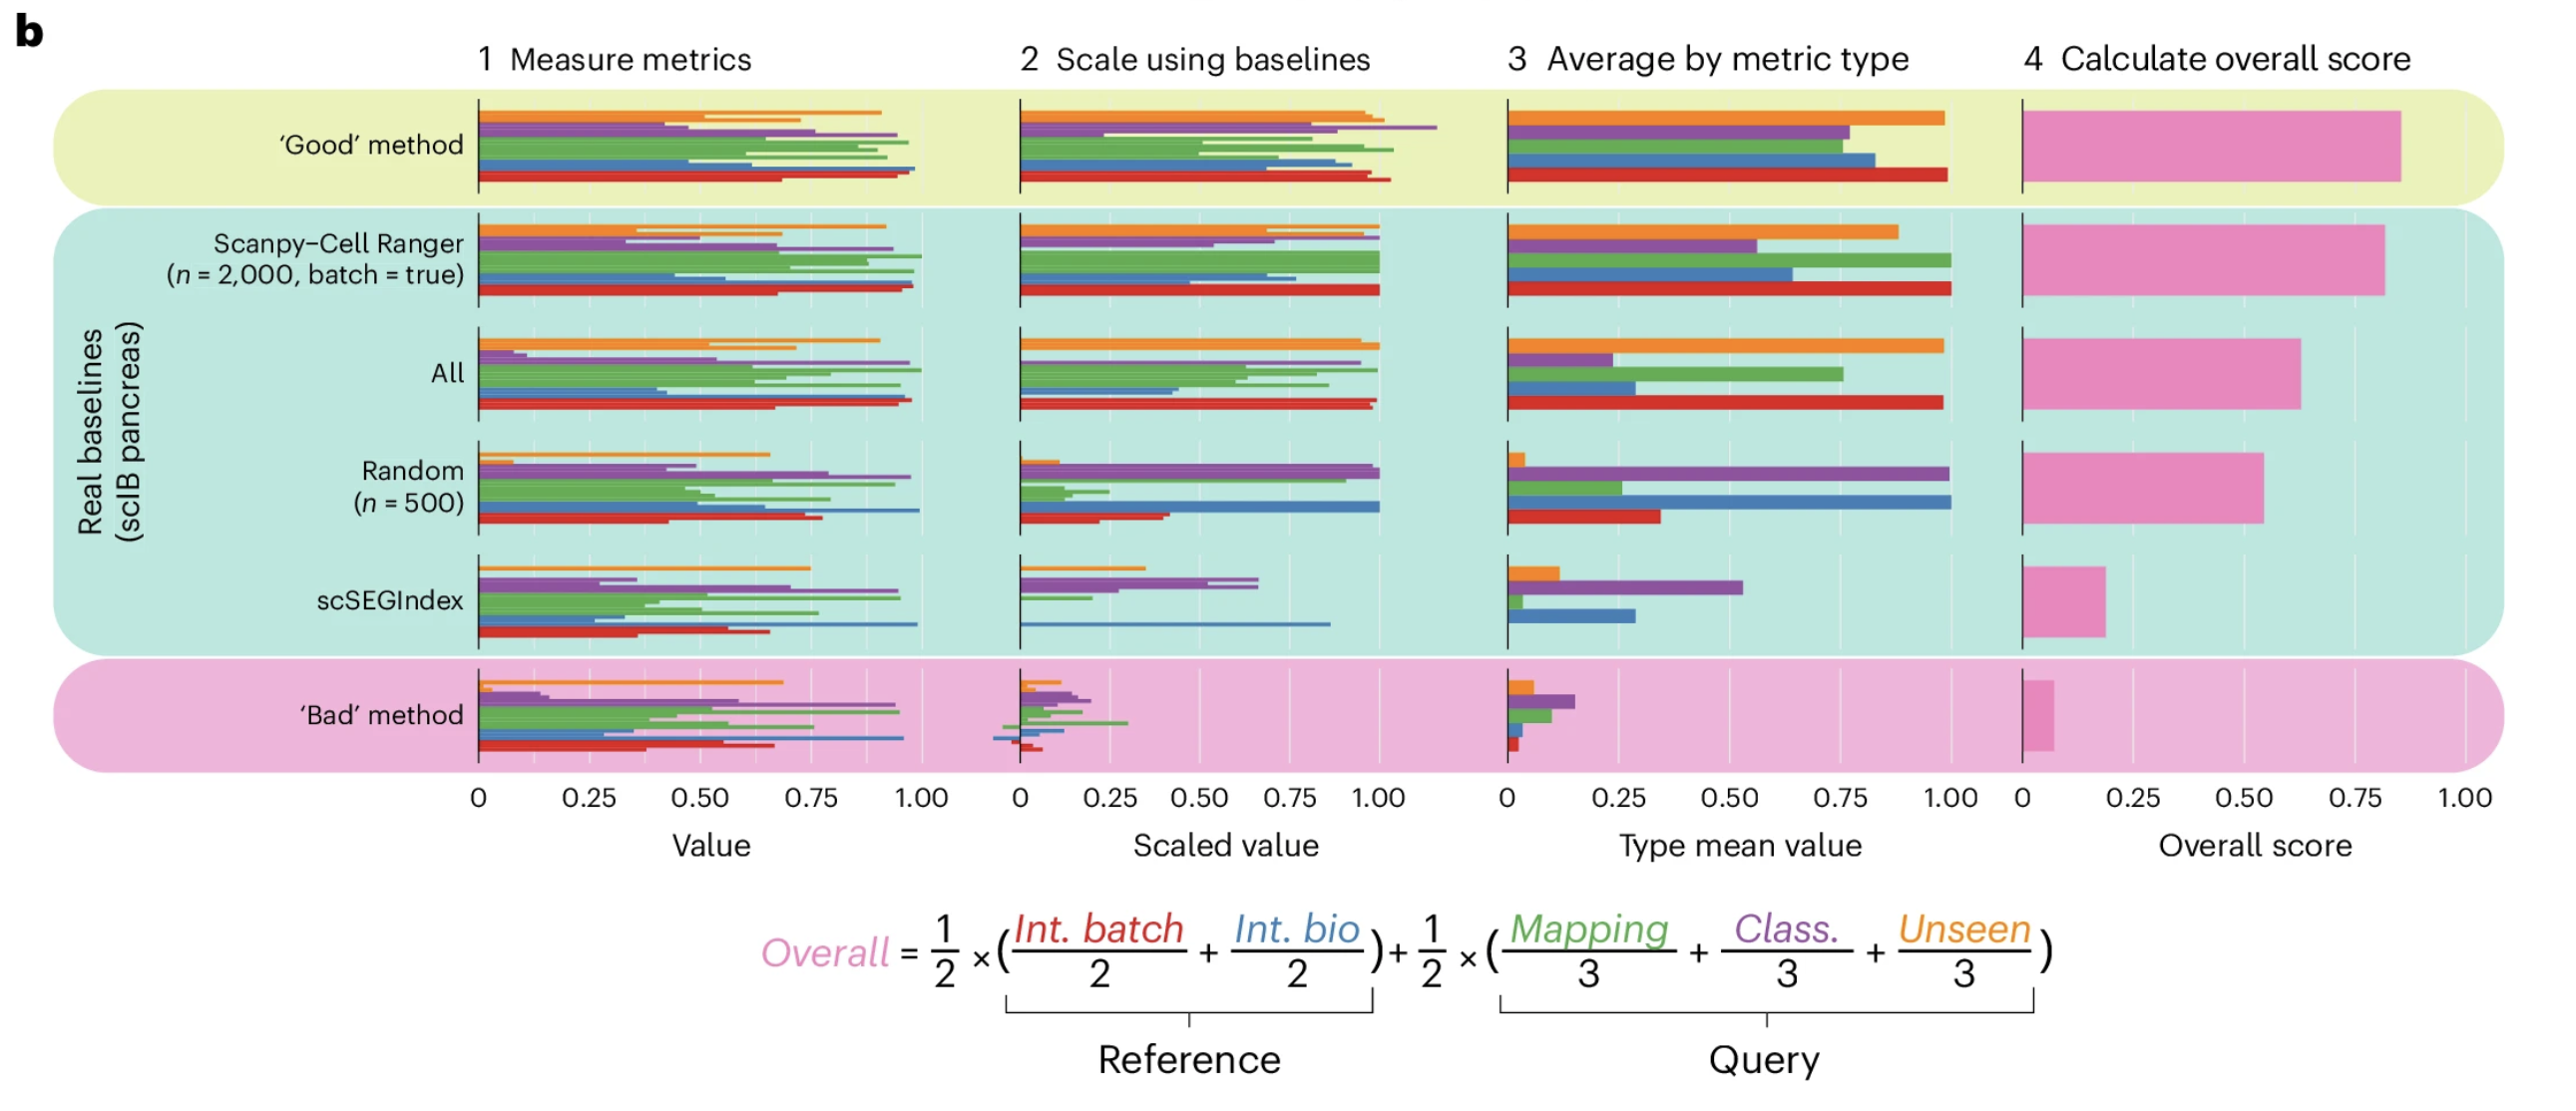 b
1 Measure metrics
2 Scale using baselines
3 Average by metric type
4 Calculate overall score
‘Good’ method
Real baselines
(scIB pancreas)
Scanpy–Cell Ranger
(n = 2,000, batch = true)
All
Random
(n = 500)
scSEGIndex
‘Bad’ method
0 0.25 0.50 0.75 1.00
Value
0 0.25 0.50 0.75 1.00
Scaled value
0 0.25 0.50 0.75 1.00
Type mean value
0 0.25 0.50 0.75 1.00
Overall score
Overall = 1/2 × (Int. batch/2 + Int. bio/2) + 1/2 × (Mapping/3 + Class./3 + Unseen/3)
Reference
Query